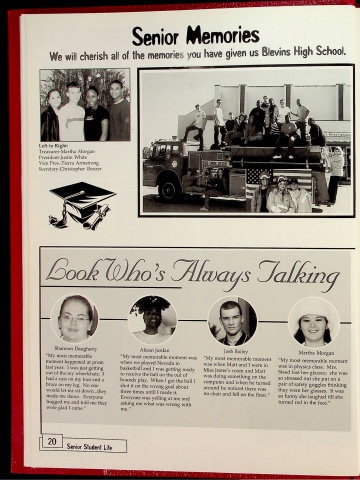 Senior Memories
We will cherish all of the memories you have given us Blevins High School.
Left to Right:
Treasurer-Martha Morgan
President-Justin White
Vice Pres.-Tierra Armstrong
Secretary-Christopher Bozier
Look Who's Always Talking
Shannon Daugherty
"My most memorable
moment happened at prom
last year. I was just getting
out of the my wheelchair. I
had a cast on my foot and a
brace on my leg. No one
would let me sit down...they
made me dance. Everyone
hugged me and told me they
were glad I came."
Alison Jordan
"My most memorable moment was
when we played Nevada in
basketball and I was getting ready
to receive the ball on the out of
bounds play. When I got the ball I
shot it on the wrong goal about
three times until I made it.
Everyone was yelling at me and
asking me what was wrong with
me."
Josh Bailey
"My most memorable moment
was when Matt and I were in
Miss Janie's room and Matt
was doing something on the
computer and when he turned
around he noticed there was
no chair and fell on the floor."
Martha Morgan
"My most memorable moment
was in physics class. Mrs.
Stead lost her glasses: she was
so stressed out she put on a
pair of safety goggles thinking
they were her glasses. It was
so funny she laughed till she
turned red in the face."
20
Senior Student Life